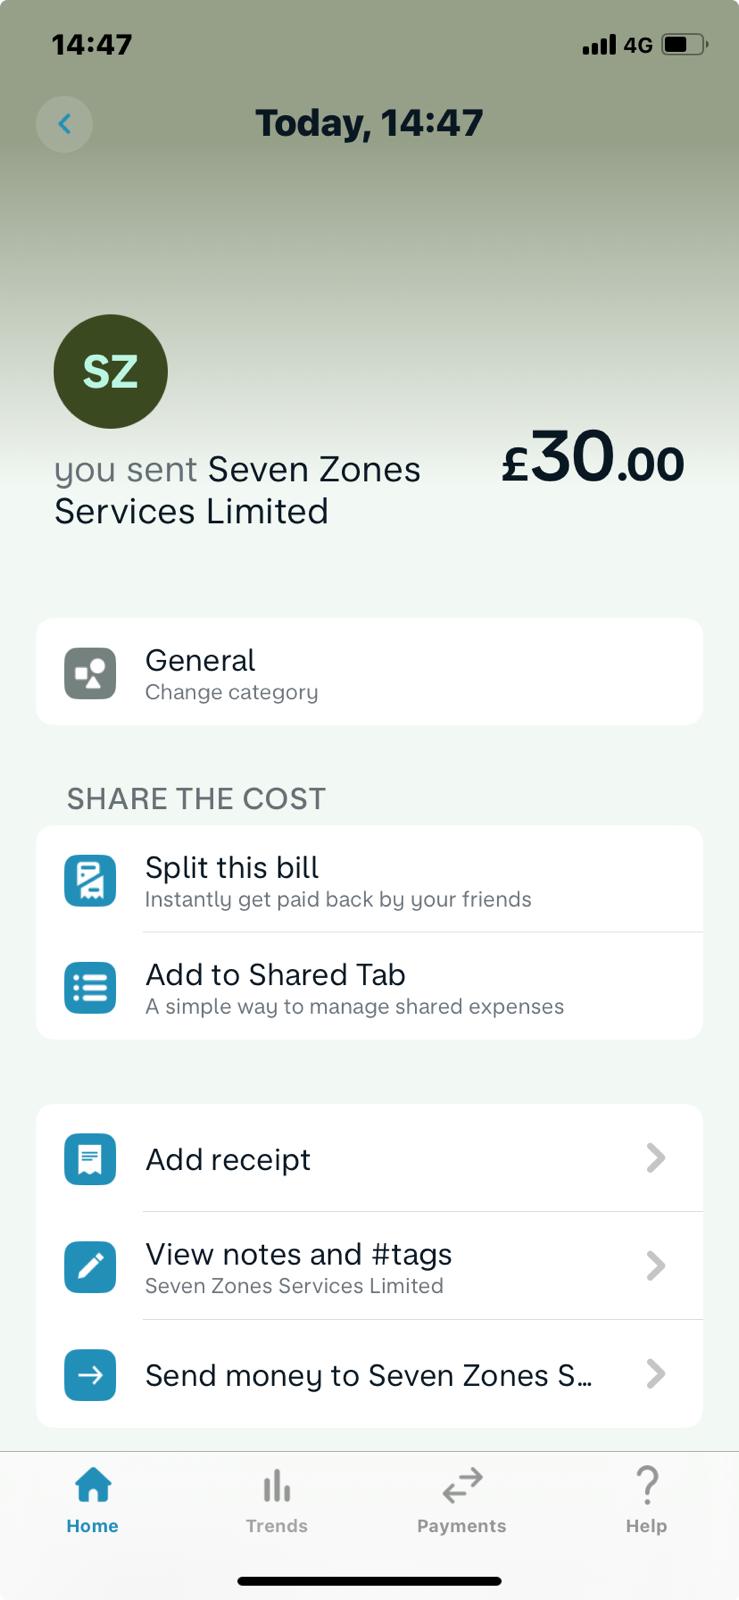 14:47
4G
Today, 14:47
SZ
you sent Seven Zones
Services Limited
£30.00
General
Change category
SHARE THE COST
Split this bill
Instantly get paid back by your friends
Add to Shared Tab
A simple way to manage shared expenses
Add receipt
View notes and #tags
Seven Zones Services Limited
Send money to Seven Zones S...
Home
Trends
Payments
Help